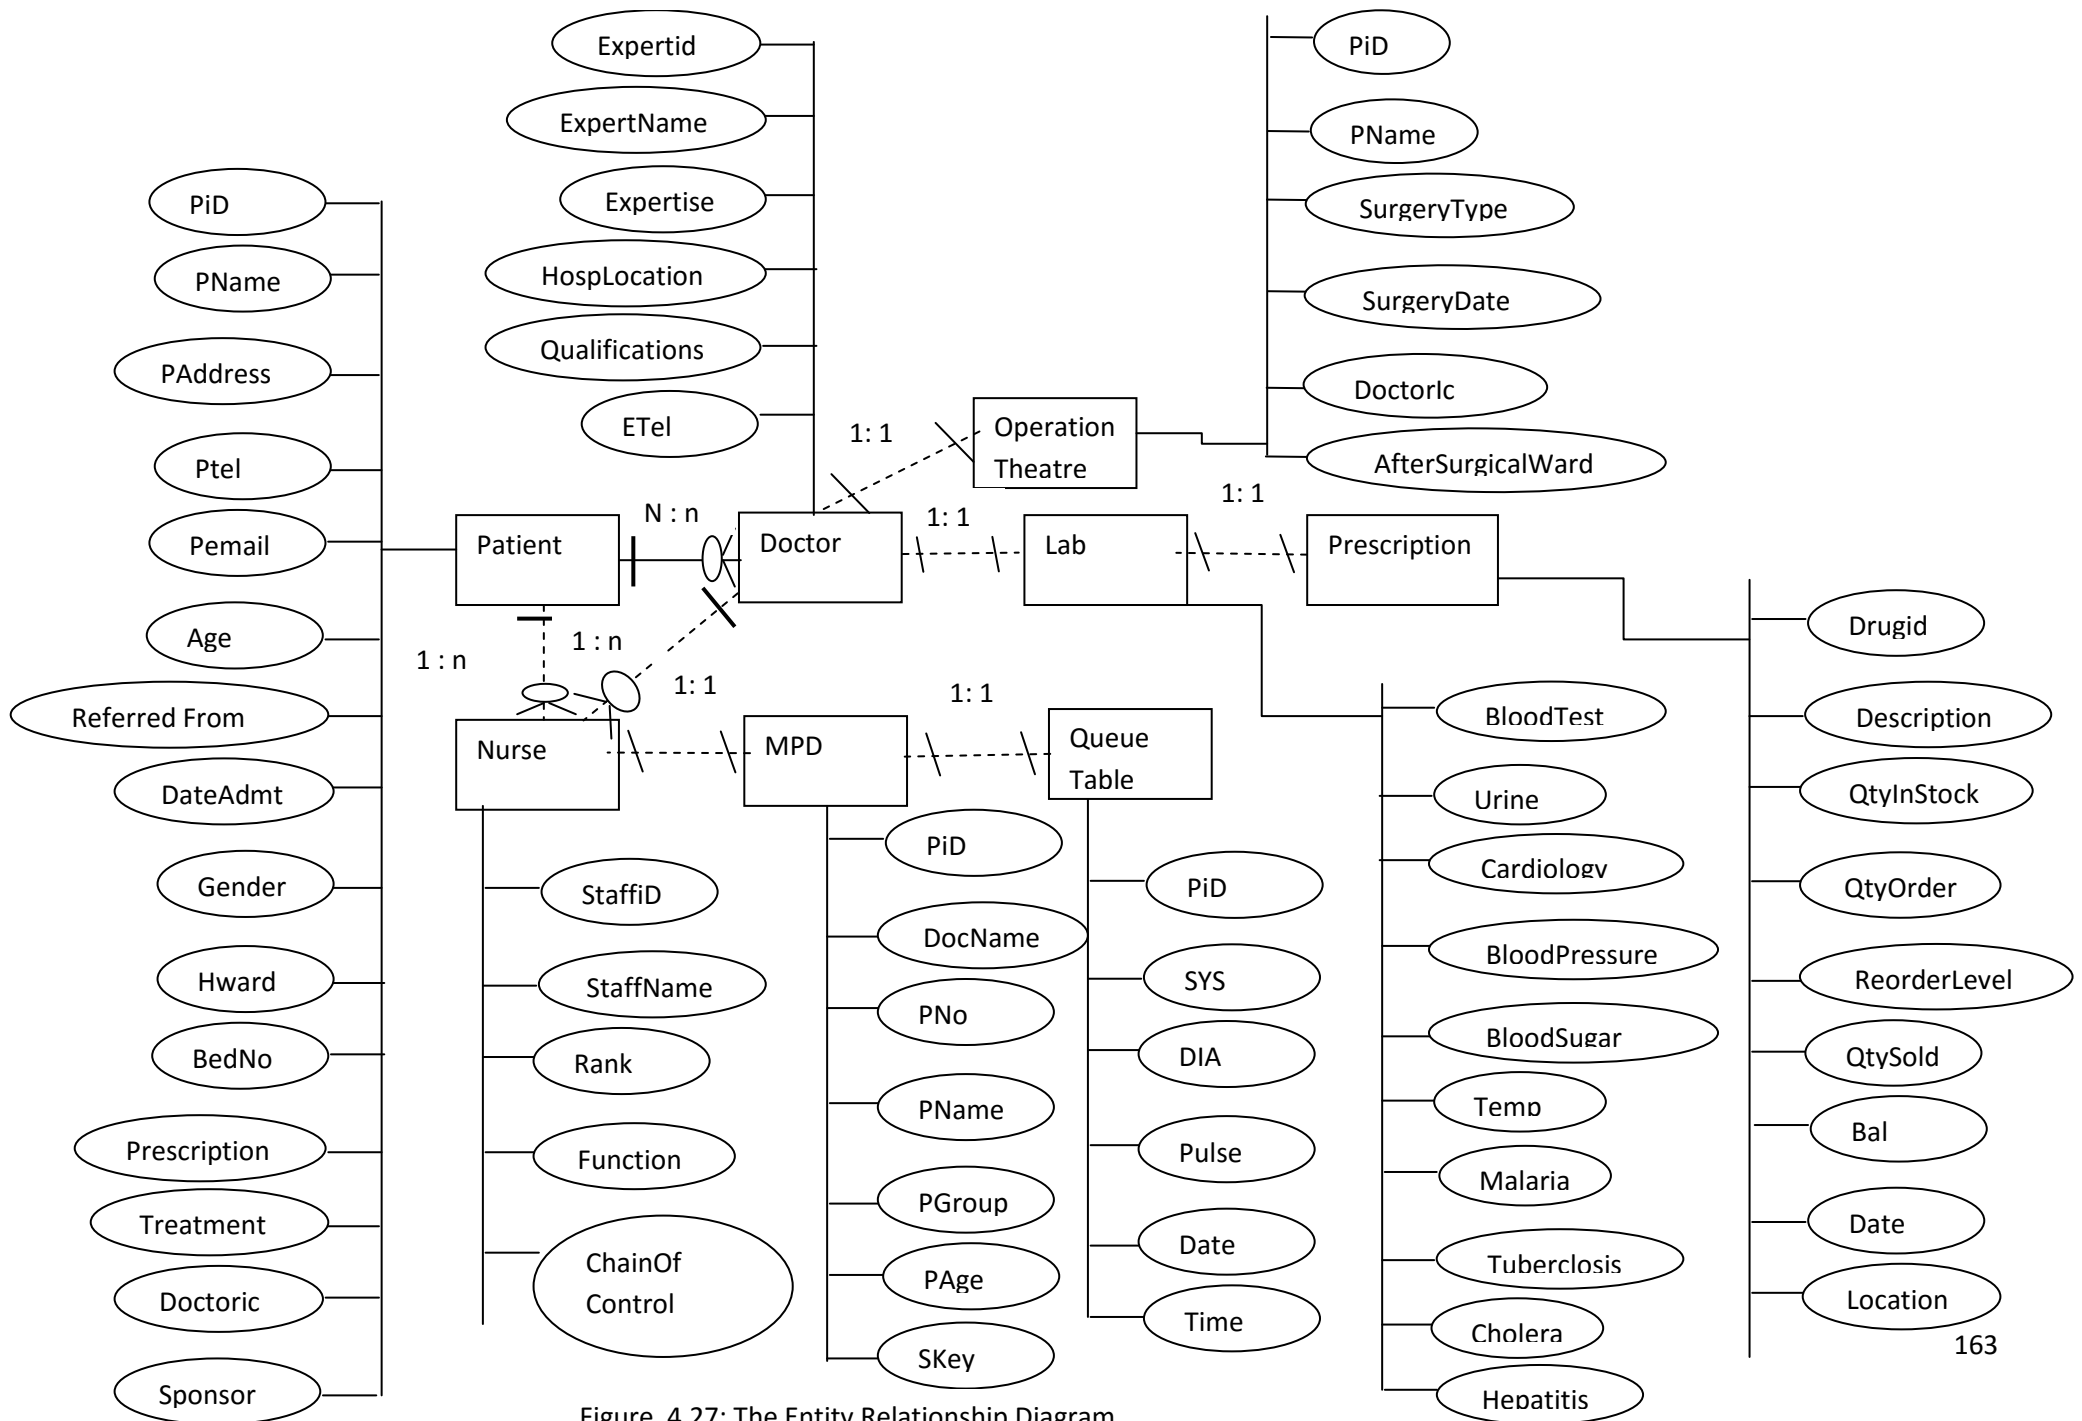 Expertid
ExpertName
Expertise
HospLocation
Qualifications
ETel
PiD
PName
SurgeryType
SurgeryDate
DoctorIc
AfterSurgicalWard
PiD
PName
PAddress
Ptel
Pemail
Age
Referred From
DateAdmt
Gender
Hward
BedNo
Prescription
Treatment
Doctoric
Sponsor
1: 1
Operation
Theatre
N : n
1: 1
1: 1
Patient
Doctor
Lab
Prescription
1 : n
1 : n
1: 1
1: 1
Nurse
MPD
Queue
Table
StaffiD
StaffName
Rank
Function
ChainOf
Control
PiD
DocName
PNo
PName
PGroup
PAge
SKey
PiD
SYS
DIA
Pulse
Date
Time
BloodTest
Urine
Cardiology
BloodPressure
BloodSugar
Temp
Malaria
Tuberclosis
Cholera
Hepatitis
Drugid
Description
QtyInStock
QtyOrder
ReorderLevel
QtySold
Bal
Date
Location
163
Figure 4.27: The Entity Relationship Diagram